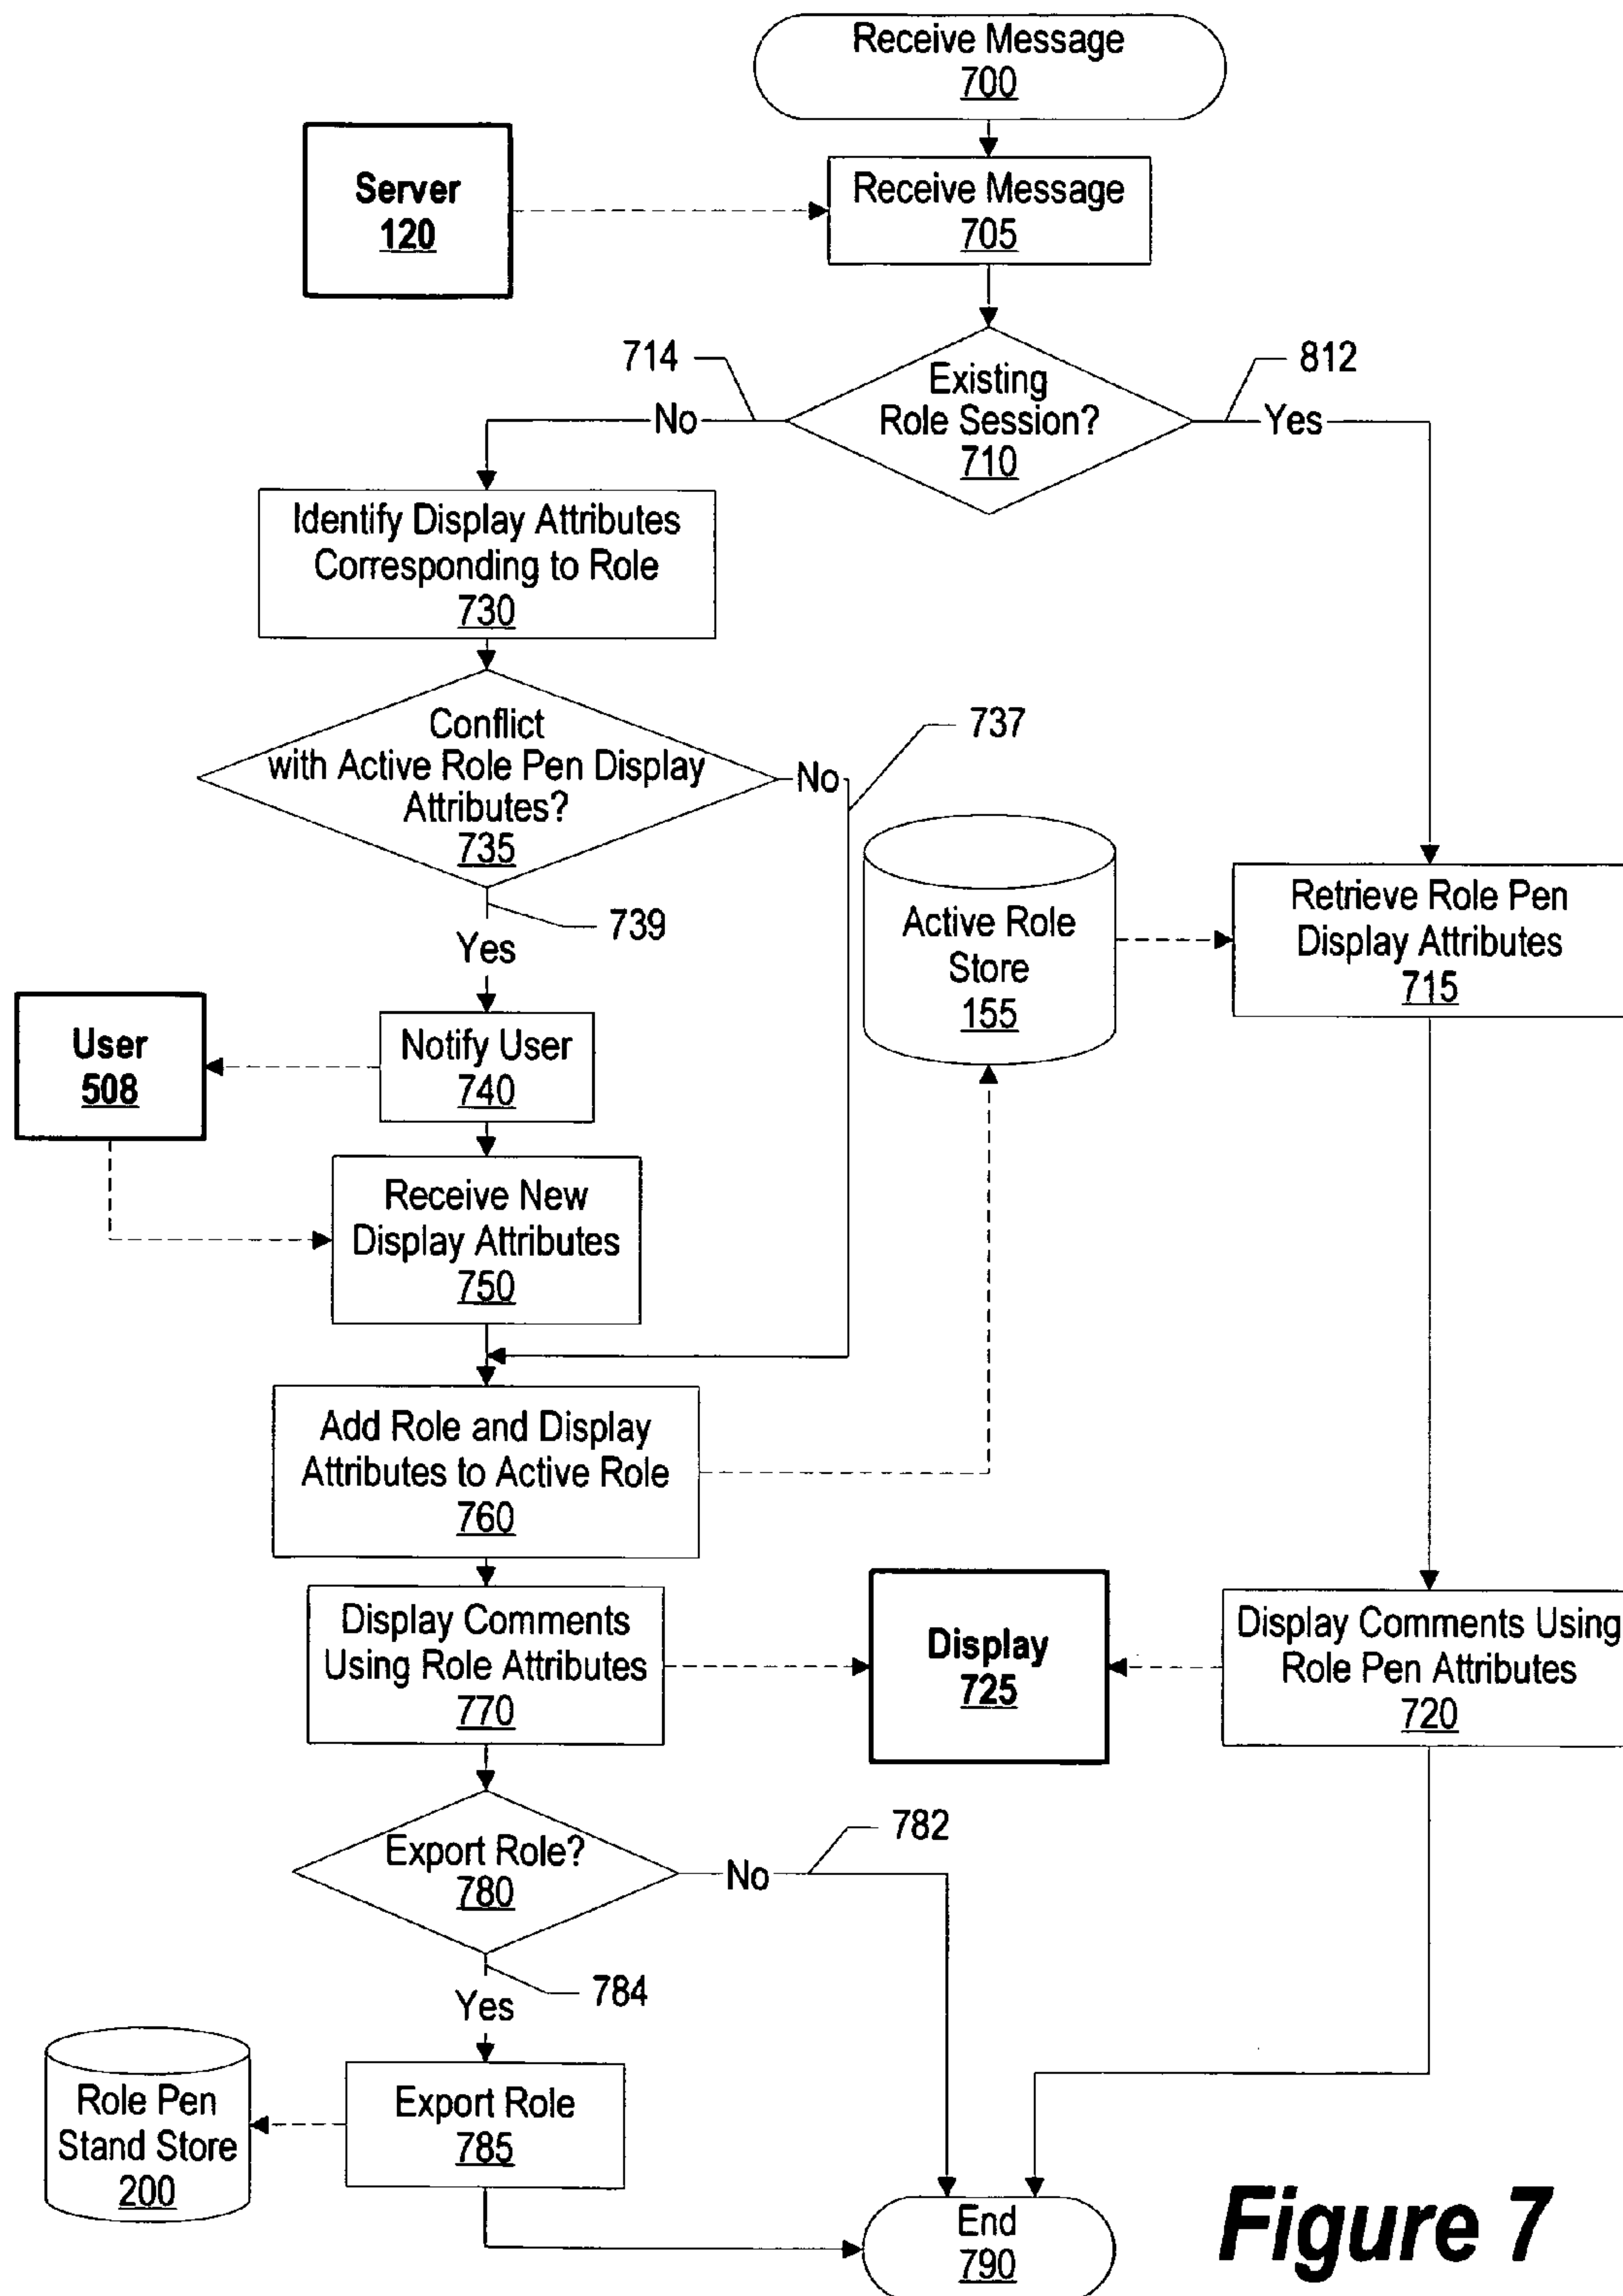 Receive Message
700
Server
120
Receive Message
705
714
812
Existing
Role Session?
710
No
Yes
Identify Display Attributes
Corresponding to Role
730
Conflict
with Active Role Pen Display
Attributes?
735
No
737
739
Yes
Active Role
Store
155
Retrieve Role Pen
Display Attributes
715
User
508
Notify User
740
Receive New
Display Attributes
750
Add Role and Display
Attributes to Active Role
760
Display Comments
Using Role Attributes
770
Display
725
Display Comments Using
Role Pen Attributes
720
Export Role?
780
No
782
784
Yes
Role Pen
Stand Store
200
Export Role
785
End
790
Figure 7